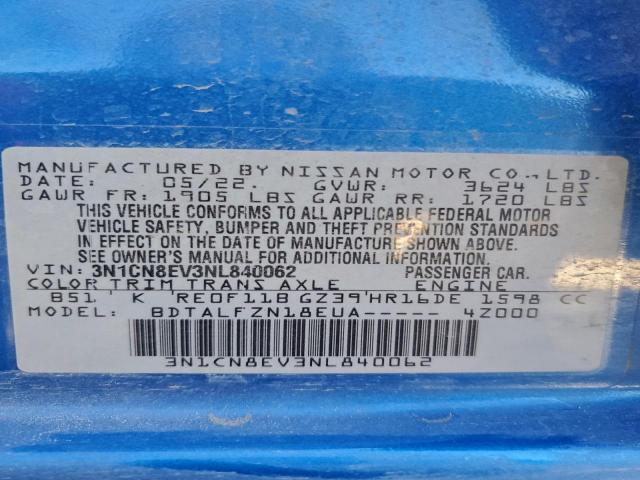 MANUFACTURED BY NISSAN MOTOR CO., LTD.
DATE: 05/22. GVWR: 3624 LBS
GAWR FR: 1905 LBS GAWR RR: 1720 LBS
THIS VEHICLE CONFORMS TO ALL APPLICABLE FEDERAL MOTOR
VEHICLE SAFETY, BUMPER AND THEFT PREVENTION STANDARDS
IN EFFECT ON THE DATE OF MANUFACTURE SHOWN ABOVE.
SEE OWNER'S MANUAL FOR ADDITIONAL INFORMATION.
VIN: 3N1CN8EV3NL840062 PASSENGER CAR.
COLOR TRIM TRANS AXLE ENGINE
B51 K RE0F11B GZ39 HR16DE 1598 CC
MODEL: BDTALFZN18EUA----- 4Z000
3N1CN8EV3NL840062